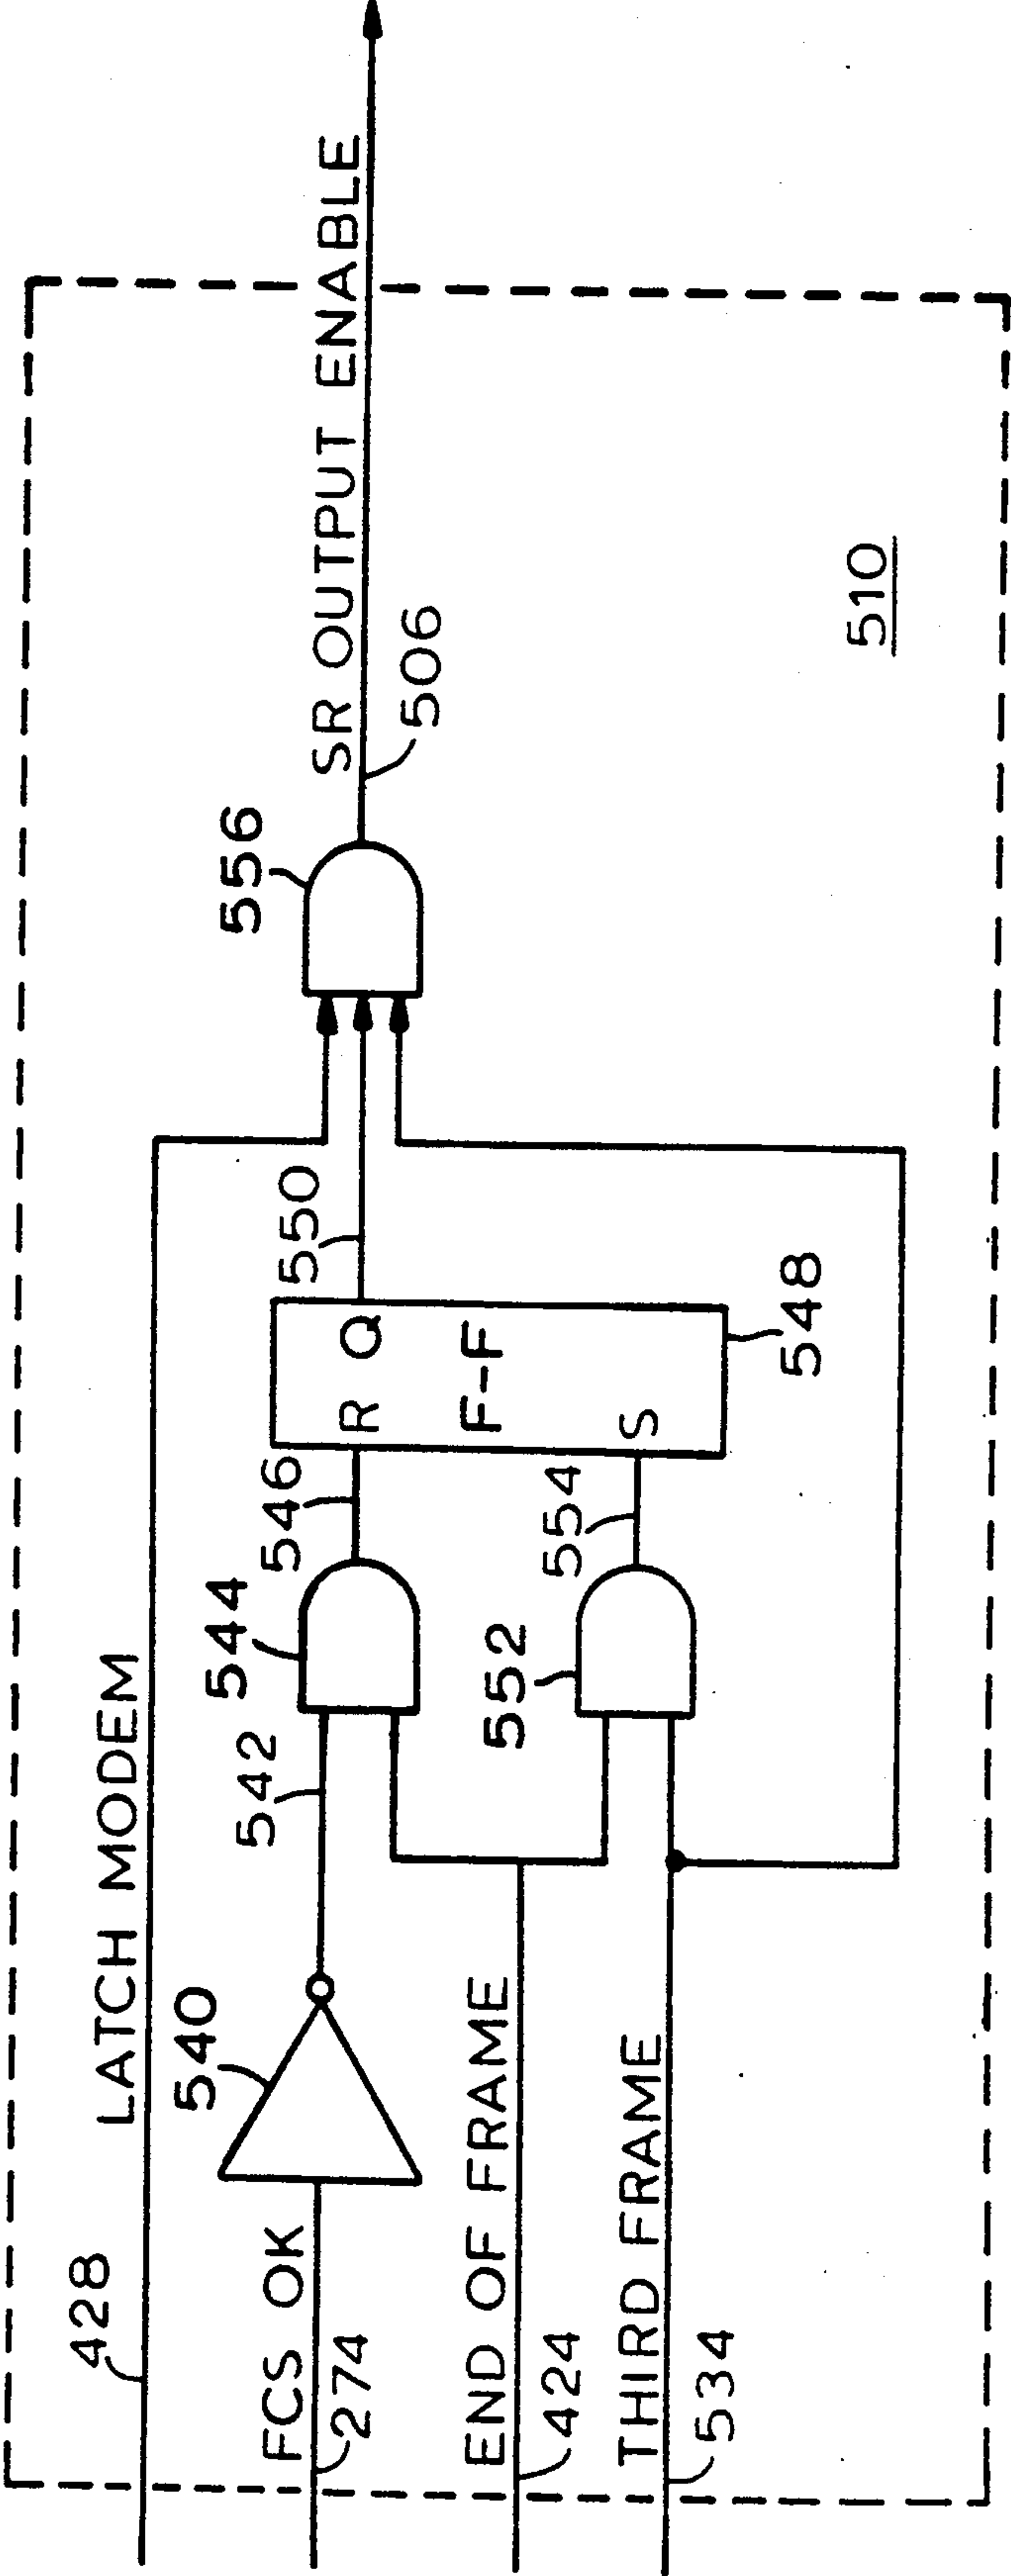 LATCH MODEM
428
540
FCS OK
274
542
544
546
550
556
SR OUTPUT ENABLE
506
R Q
F-F
S
548
END OF FRAME
424
552
554
THIRD FRAME
534
510